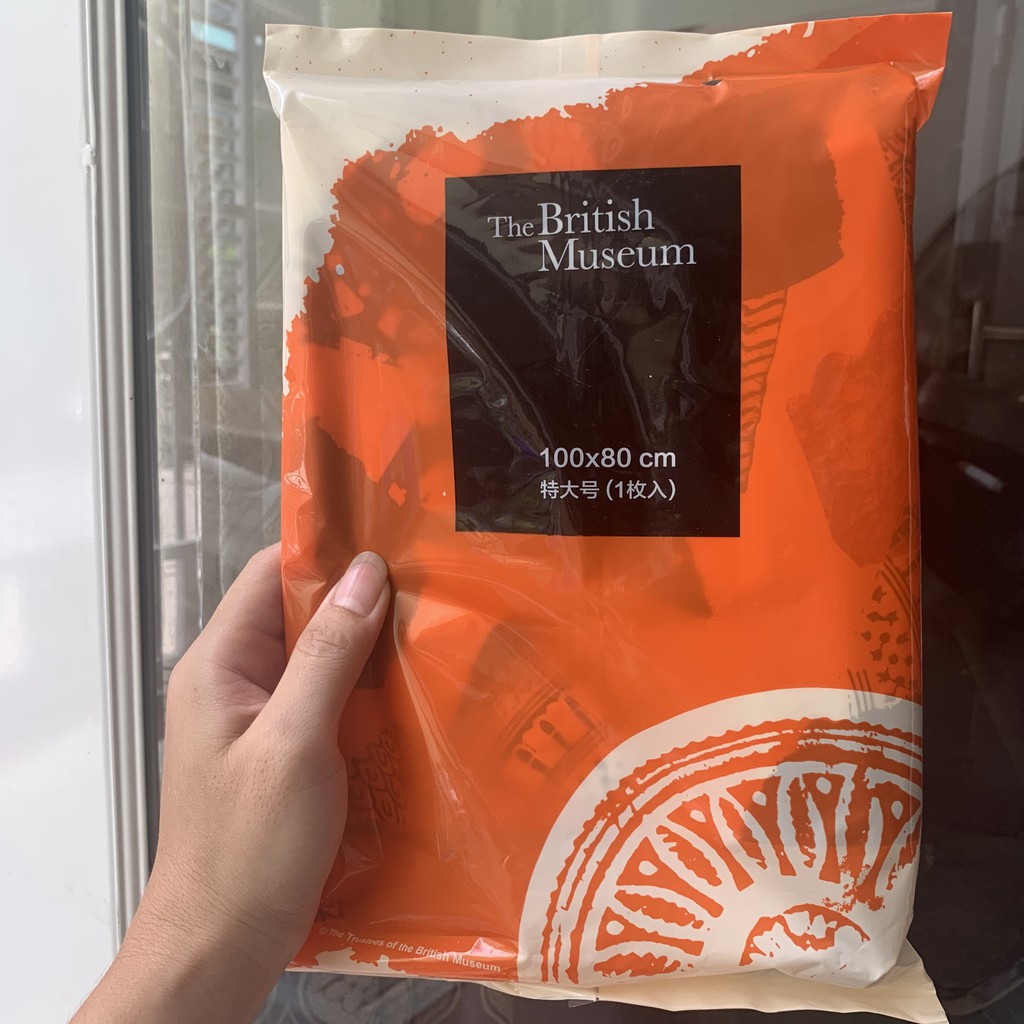 The British
Museum
100x80 cm
特大号 (1枚入)
© The Trustees of the British Museum